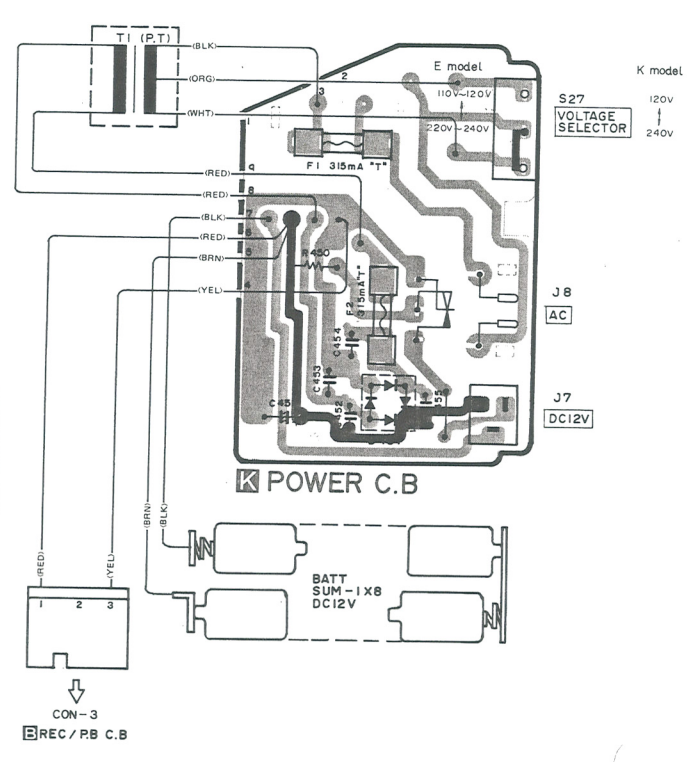 T1 (P.T)
(BLK)
(ORG)
(WHT)
(RED)
(RED)
(BLK)
(RED)
(BRN)
(YEL)
1
2
3
9
8
7
6
5
4
E model
110V~120V
220V~240V
K model
120V
240V
S27
VOLTAGE
SELECTOR
F1 315mA "T"
R450
F2
315mA "T"
C454
C453
J8
AC
J7
DC12V
K POWER C.B
(BRN)
(BLK)
(RED)
(YEL)
BATT
SUM-1X8
DC12V
1 2 3
CON-3
B REC/P.B C.B